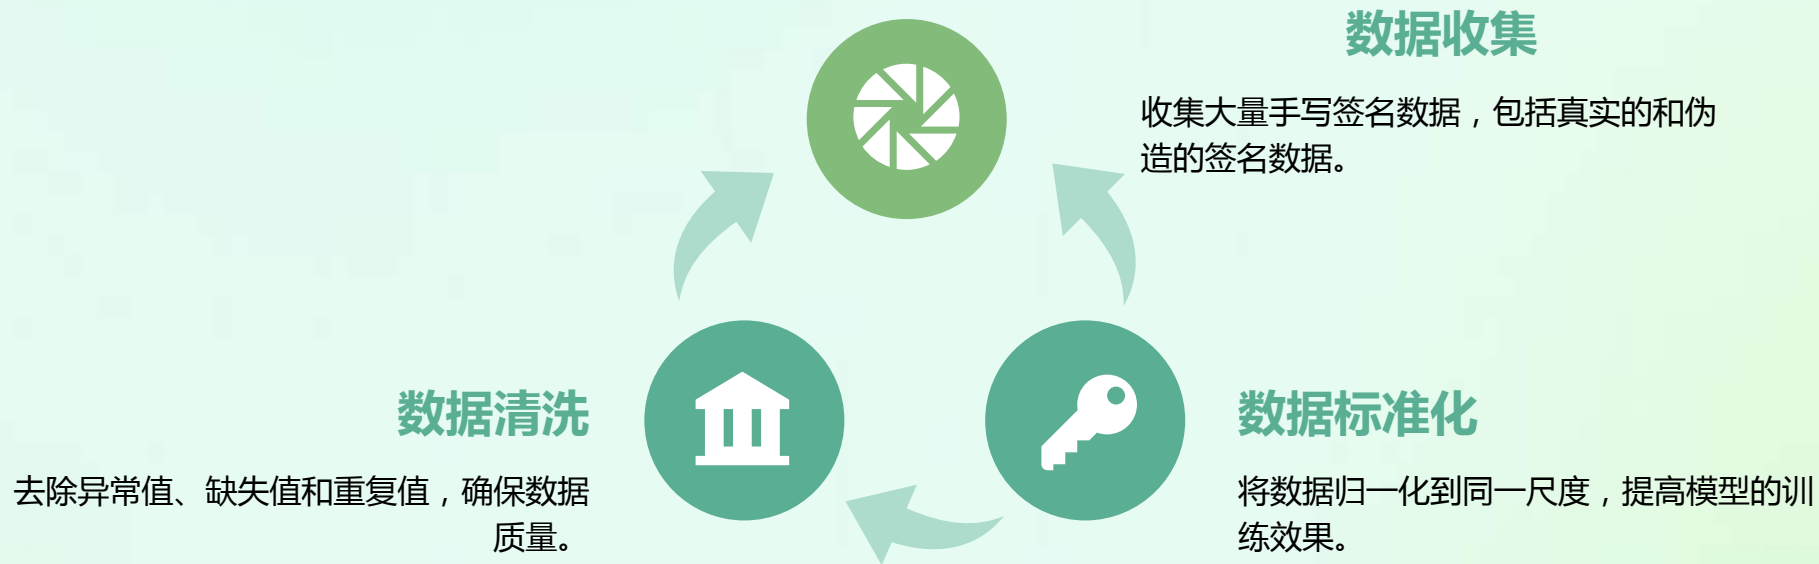 数据收集
收集大量手写签名数据，包括真实的和伪
造的签名数据。
数据清洗
去除异常值、缺失值和重复值，确保数据
质量。
数据标准化
将数据归一化到同一尺度，提高模型的训
练效果。